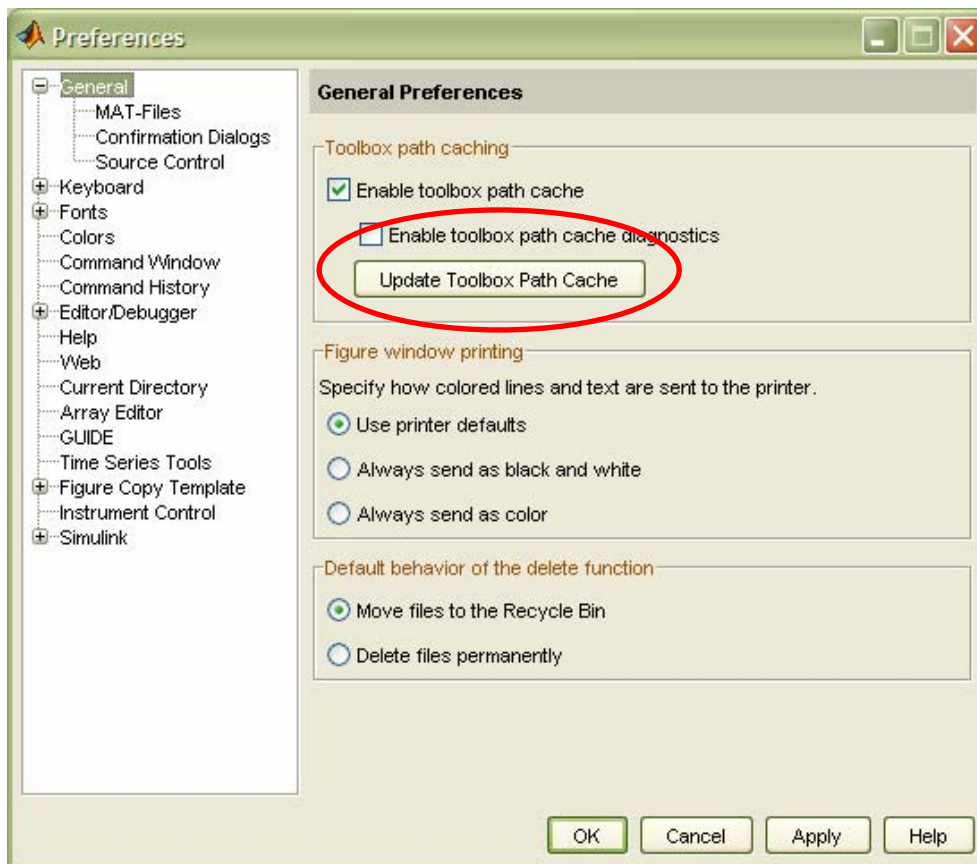 Preferences
General
MAT-Files
Confirmation Dialogs
Source Control
Keyboard
Fonts
Colors
Command Window
Command History
Editor/Debugger
Help
Web
Current Directory
Array Editor
GUIDE
Time Series Tools
Figure Copy Template
Instrument Control
Simulink
General Preferences
Toolbox path caching
Enable toolbox path cache
Enable toolbox path cache diagnostics
Update Toolbox Path Cache
Figure window printing
Specify how colored lines and text are sent to the printer.
Use printer defaults
Always send as black and white
Always send as color
Default behavior of the delete function
Move files to the Recycle Bin
Delete files permanently
OK Cancel Apply Help